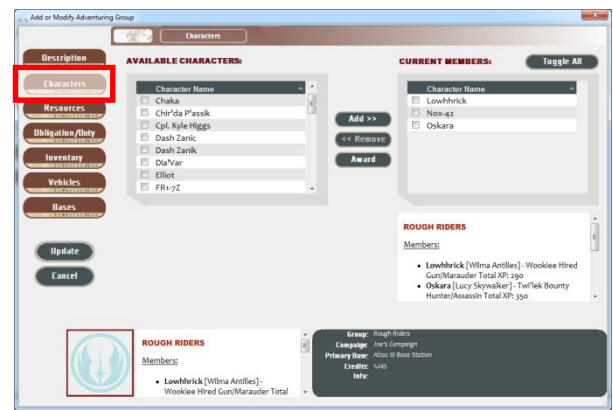 Add or Modify Adventuring Group
Characters
Description
Characters
Resources
Obligation/Duty
Inventory
Vehicles
Bases
Update
Cancel
AVAILABLE CHARACTERS:
Character Name
Chaka
Chir'da P'assik
Cpl. Kyle Higgs
Dash Zanic
Dash Zanik
Dia'Var
Elliot
FR1-7Z
Add >>
<< Remove
Award
CURRENT MEMBERS:
Toggle All
Character Name
Lowhhrick
Nox-42
Oskara
ROUGH RIDERS
Members:
• Lowhhrick [Wilma Antilles] - Wookiee Hired
Gun/Marauder Total XP: 290
• Oskara [Lucy Skywalker] - Twi'lek Bounty
Hunter/Assassin Total XP: 350
ROUGH RIDERS
Members:
• Lowhhrick [Wilma Antilles] -
Wookiee Hired Gun/Marauder Total
Group: Rough Riders
Campaign: Joe's Campaign
Primary Base: Alzoc III Base Station
Credits: 1,245
Info: